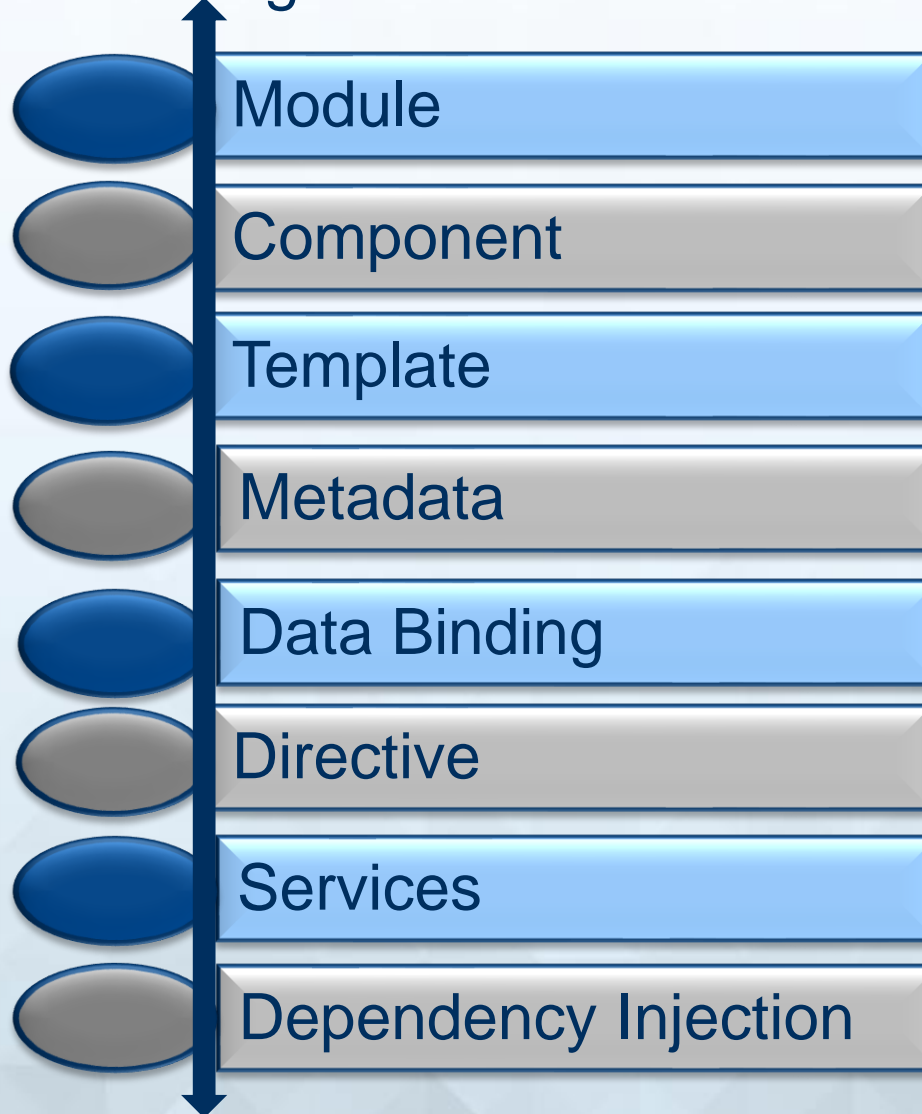 Module
Component
Template
Metadata
Data Binding
Directive
Services
Dependency Injection